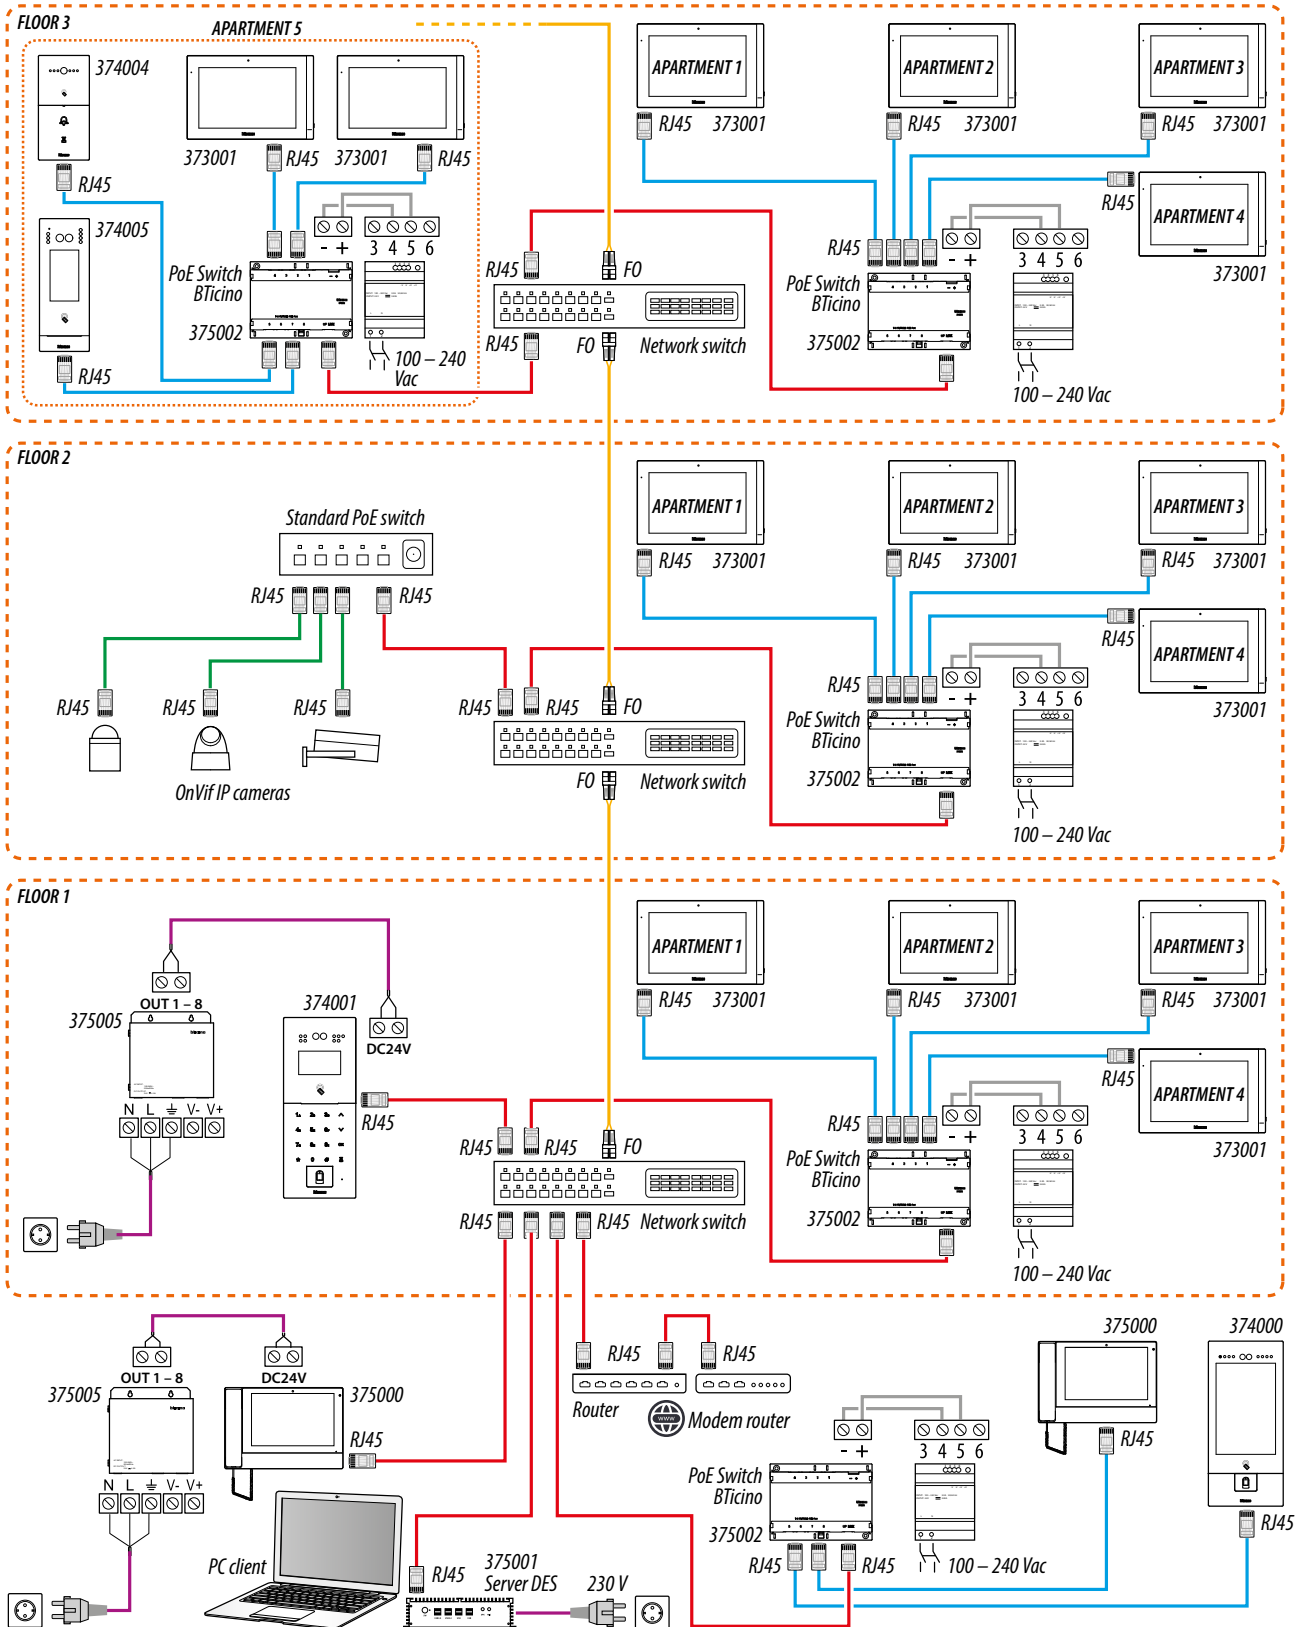 FLOOR 3
APARTMENT 5
374004
373001
RJ45
373001
RJ45
RJ45
374005
- + 3 4 5 6
PoE Switch
BTicino
375002
100 – 240
Vac
RJ45
RJ45
FO
RJ45
FO
Network switch
APARTMENT 1
RJ45 373001
APARTMENT 2
RJ45 373001
APARTMENT 3
RJ45 373001
RJ45
APARTMENT 4
373001
RJ45
- + 3 4 5 6
PoE Switch
BTicino
375002
100 – 240 Vac
FLOOR 2
Standard PoE switch
RJ45
RJ45
RJ45
RJ45
RJ45
OnVif IP cameras
RJ45
RJ45
FO
FO
Network switch
APARTMENT 1
RJ45 373001
APARTMENT 2
RJ45 373001
APARTMENT 3
RJ45 373001
RJ45
APARTMENT 4
373001
RJ45
- + 3 4 5 6
PoE Switch
BTicino
375002
100 – 240 Vac
FLOOR 1
OUT 1 – 8
375005
N L V- V+
374001
DC24V
RJ45
RJ45
RJ45
FO
RJ45
RJ45
Network switch
APARTMENT 1
RJ45 373001
APARTMENT 2
RJ45 373001
APARTMENT 3
RJ45 373001
RJ45
APARTMENT 4
373001
RJ45
- + 3 4 5 6
PoE Switch
BTicino
375002
100 – 240 Vac
OUT 1 – 8
375005
N L V- V+
DC24V
375000
RJ45
PC client
RJ45
375001
Server DES
230 V
RJ45
RJ45
Router
www
Modem router
- + 3 4 5 6
PoE Switch
BTicino
375002
RJ45
RJ45
100 – 240 Vac
375000
RJ45
374000
RJ45